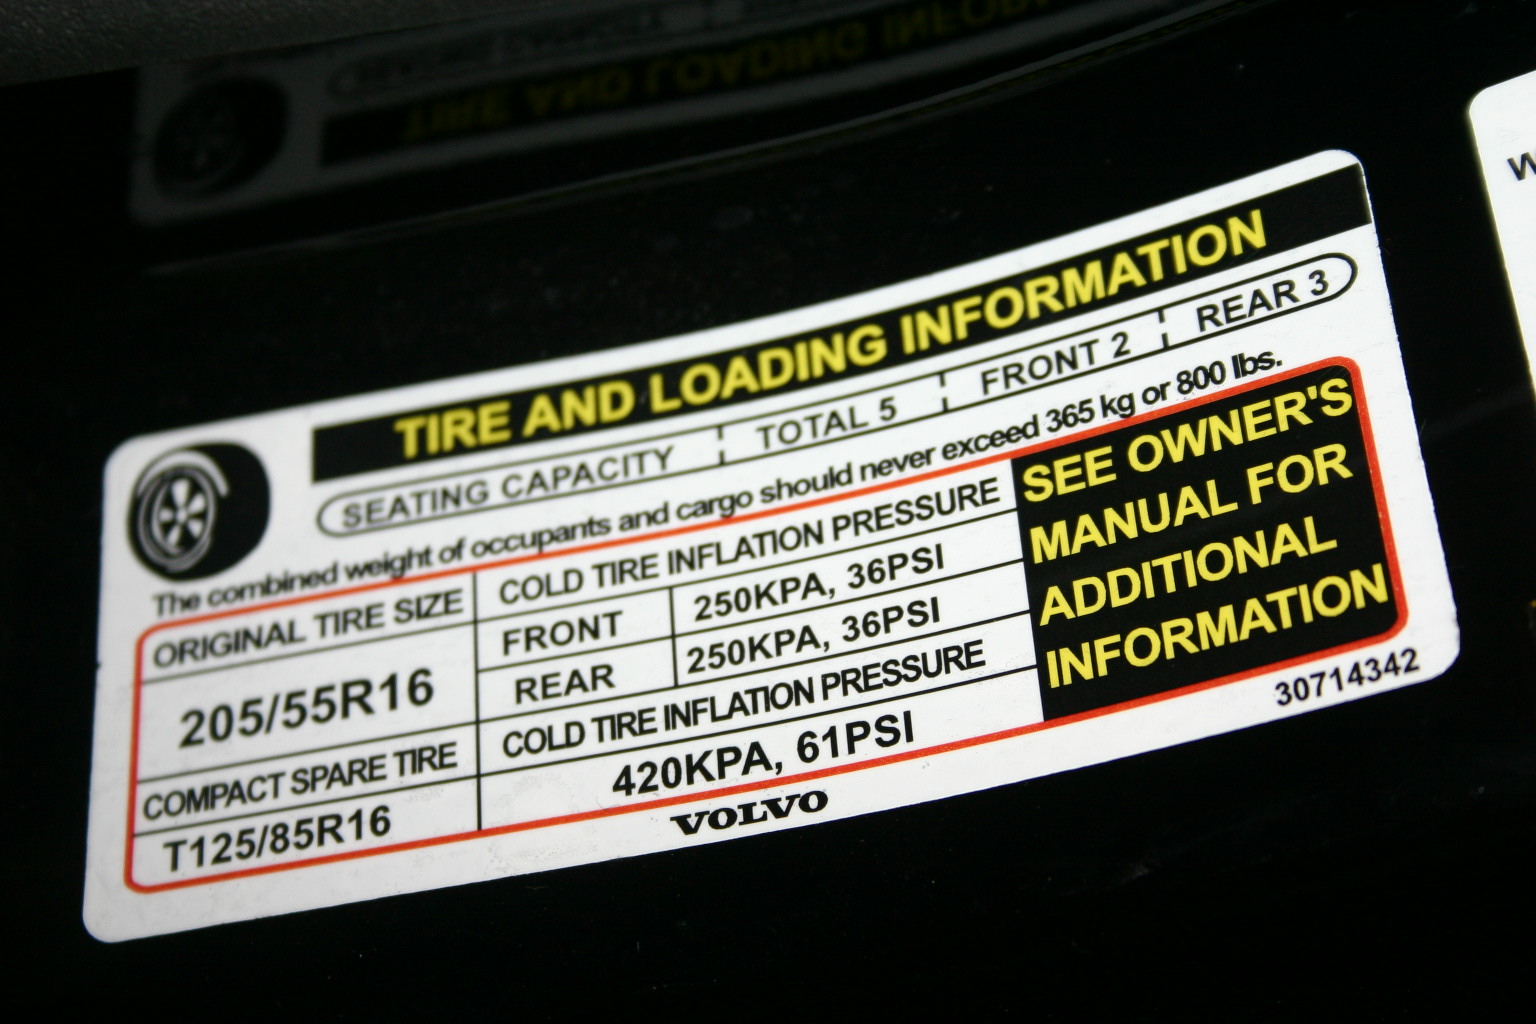 TIRE AND LOADING INFORMATION
SEATING CAPACITY TOTAL 5 FRONT 2 REAR 3
The combined weight of occupants and cargo should never exceed 365 kg or 800 lbs.
ORIGINAL TIRE SIZE COLD TIRE INFLATION PRESSURE
205/55R16
FRONT 250KPA, 36PSI
REAR 250KPA, 36PSI
COMPACT SPARE TIRE COLD TIRE INFLATION PRESSURE
T125/85R16 420KPA, 61PSI
SEE OWNER'S
MANUAL FOR
ADDITIONAL
INFORMATION
30714342
VOLVO